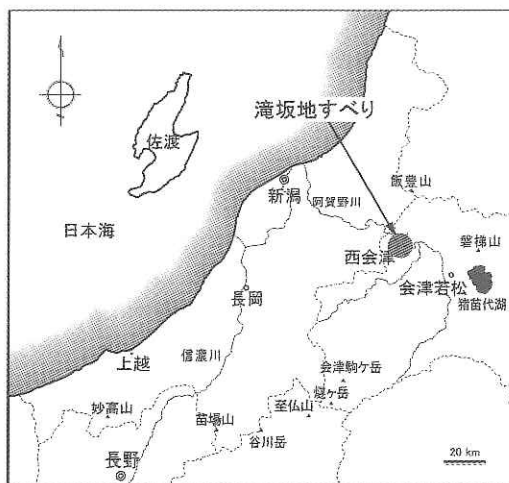 滝坂地すべり
佐渡
飯豊山
新潟
阿賀野川
日本海
西会津
磐梯山
会津若松
猪苗代湖
長岡
信濃川
上越
会津駒ケ岳
燧ケ岳
妙高山
苗場山
至仏山
谷川岳
長野
20 km